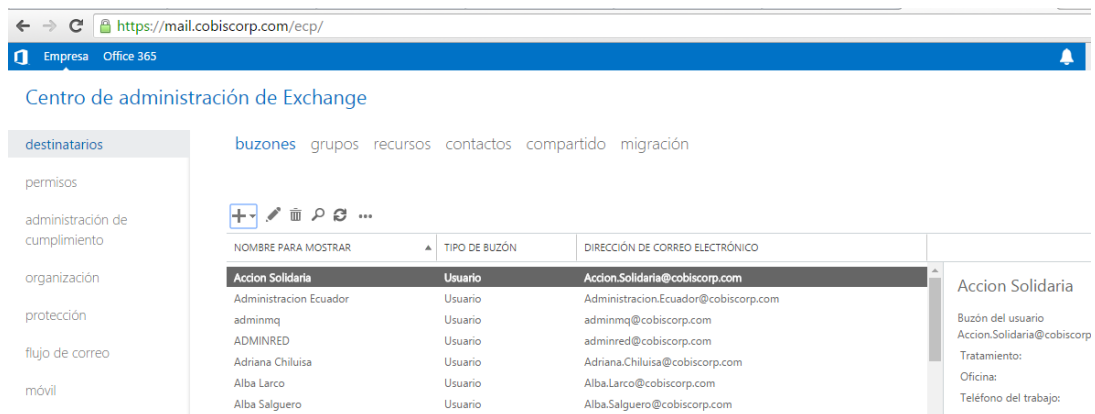 https://mail.cobiscorp.com/ecp/
Empresa Office 365
Centro de administración de Exchange
destinatarios
permisos
administración de
cumplimiento
organización
protección
flujo de correo
móvil
buzones grupos recursos contactos compartido migración
NOMBRE PARA MOSTRAR TIPO DE BUZÓN DIRECCIÓN DE CORREO ELECTRÓNICO
Accion Solidaria Usuario Accion.Solidaria@cobiscorp.com
Administracion Ecuador Usuario Administracion.Ecuador@cobiscorp.com
adminmq Usuario adminmq@cobiscorp.com
ADMINRED Usuario adminred@cobiscorp.com
Adriana Chiluisa Usuario Adriana.Chiluisa@cobiscorp.com
Alba Larco Usuario Alba.Larco@cobiscorp.com
Alba Salguero Usuario Alba.Salguero@cobiscorp.com
Accion Solidaria
Buzón del usuario
Accion.Solidaria@cobiscorp
Tratamiento:
Oficina:
Teléfono del trabajo: